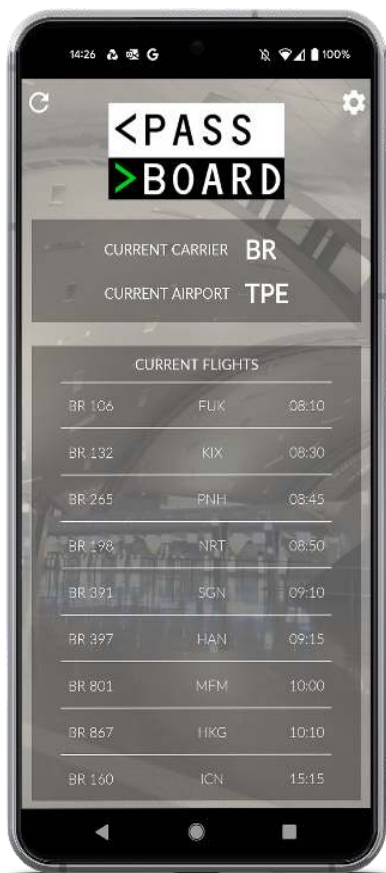 14:26 G 100%
<PASS
>BOARD
CURRENT CARRIER BR
CURRENT AIRPORT TPE
CURRENT FLIGHTS
BR 106 FUK 08:10
BR 132 KIX 08:30
BR 265 PNH 08:45
BR 198 NRT 08:50
BR 391 SGN 09:10
BR 397 HAN 09:15
BR 801 MFM 10:00
BR 867 HKG 10:10
BR 160 ICN 15:15